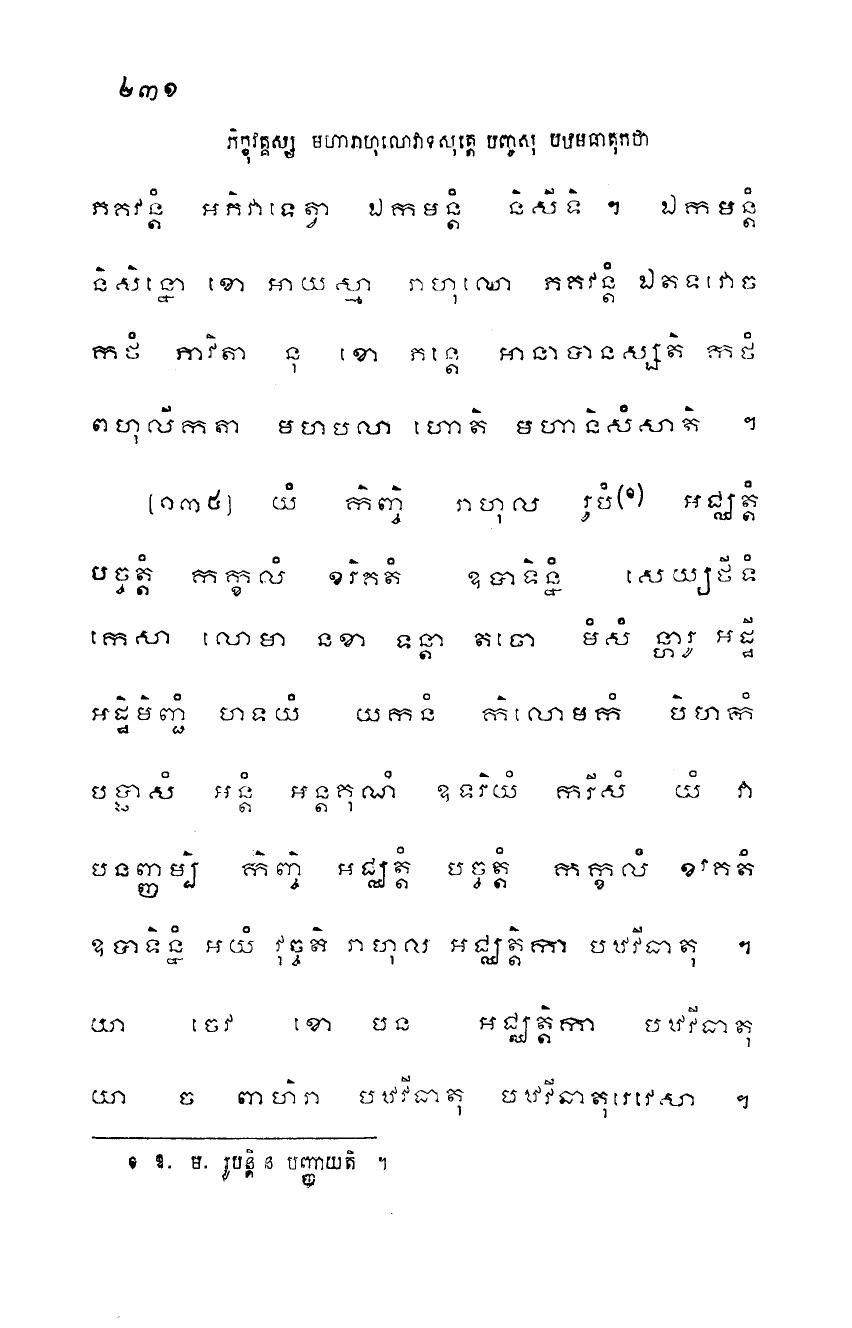 ២៣១
ភិក្ខុវគ្គស្ស មហារាហុលោវាទសុត្តេ បញ្ចសុ បឋមធាតុកថា
ភគវន្តំ អភិវាទេត្វា ឯកមន្តំ និសីទិ ។ ឯកមន្តំ
និសិន្នោ ខោ អាយស្មា រាហុលោ ភគវន្តំ ឯតទវោច
កថំ ភាវិតា នុ ខោ ភន្តេ អានាបានស្សតិ កថំ
ពហុលីកតា មហប្ផលា ហោតិ មហានិសំសាតិ ។
[១៣៥] យំ កិញ្ចិ រាហុល រូបំ(១) អជ្ឈត្តំ
បច្ចត្តំ កក្ខលំ ខរិគតំ ឧបាទិន្នំ សេយ្យថីទំ
កេសា លោមា នខា ទន្តា តចោ មំសំ ន្ហារូ អដ្ឋី
អដ្ឋិមិញ្ជំ ហទយំ យកនំ កិលោមកំ បិហកំ
បប្ផាសំ អន្តំ អន្តគុណំ ឧទរិយំ ករីសំ យំ វា
បនញ្ញម្បិ កិញ្ចិ អជ្ឈត្តំ បច្ចត្តំ កក្ខលំ ខរគតំ
ឧបាទិន្នំ អយំ វុច្ចតិ រាហុល អជ្ឈត្តិកា បឋវីធាតុ ។
យា ចេវ ខោ បន អជ្ឈត្តិកា បឋវីធាតុ
យា ច ពាហិរា បឋវីធាតុ បឋវីធាតុរេវេសា ។
១ ឱ. ម. រូបន្តិ ន បញ្ញាយតិ ។